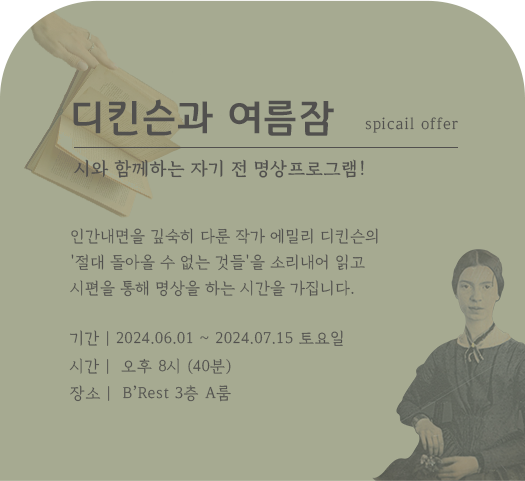 디킨슨과 여름잠
spicail offer
시와 함께하는 자기 전 명상프로그램!
인간내면을 깊숙히 다룬 작가 에밀리 디킨슨의
'절대 돌아올 수 없는 것들'을 소리내어 읽고
시편을 통해 명상을 하는 시간을 가집니다.
기간 | 2024.06.01 ~ 2024.07.15 토요일
시간 | 오후 8시 (40분)
장소 | B’Rest 3층 A룸